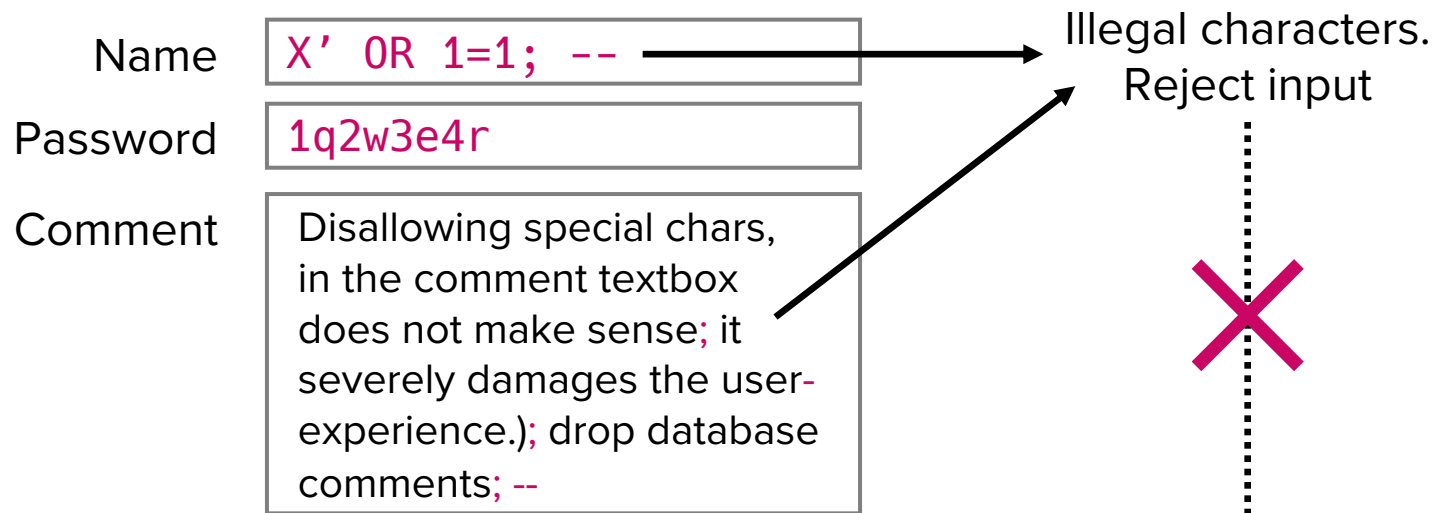 Name
X’ OR 1=1; --
Illegal characters.
Reject input
Password
1q2w3e4r
Comment
Disallowing special chars,
in the comment textbox
does not make sense; it
severely damages the user-
experience.); drop database
comments; --